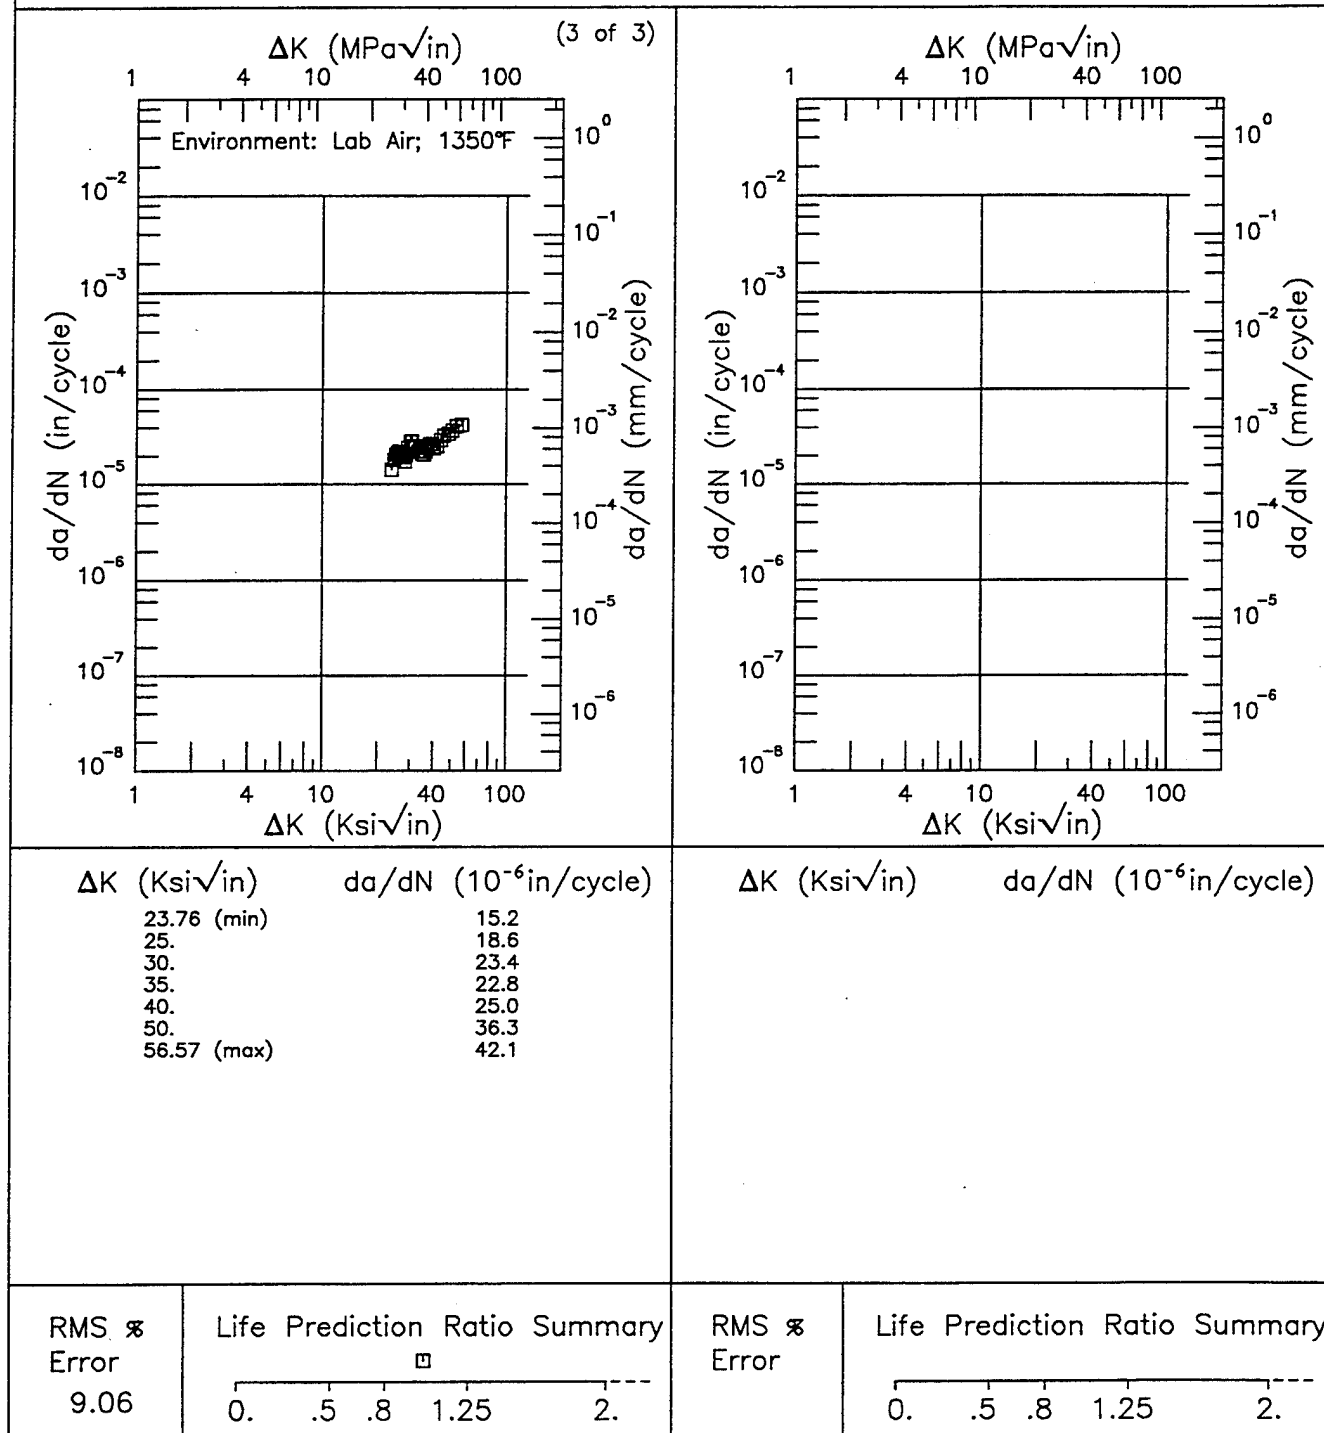 (3 of 3)
ΔK (MPa√in)
1 4 10 40 100
Environment: Lab Air; 1350°F
da/dN (in/cycle)
10⁻²
10⁻³
10⁻⁴
10⁻⁵
10⁻⁶
10⁻⁷
10⁻⁸
da/dN (mm/cycle)
10⁰
10⁻¹
10⁻²
10⁻³
10⁻⁴
10⁻⁵
10⁻⁶
1 4 10 40 100
ΔK (Ksi√in)
ΔK (MPa√in)
1 4 10 40 100
da/dN (in/cycle)
10⁻²
10⁻³
10⁻⁴
10⁻⁵
10⁻⁶
10⁻⁷
10⁻⁸
da/dN (mm/cycle)
10⁰
10⁻¹
10⁻²
10⁻³
10⁻⁴
10⁻⁵
10⁻⁶
1 4 10 40 100
ΔK (Ksi√in)
ΔK (Ksi√in) da/dN (10⁻⁶in/cycle)
23.76 (min) 15.2
25. 18.6
30. 23.4
35. 22.8
40. 25.0
50. 36.3
56.57 (max) 42.1
ΔK (Ksi√in) da/dN (10⁻⁶in/cycle)
RMS %
Error
9.06
Life Prediction Ratio Summary
0. .5 .8 1.25 2.
RMS %
Error
Life Prediction Ratio Summary
0. .5 .8 1.25 2.